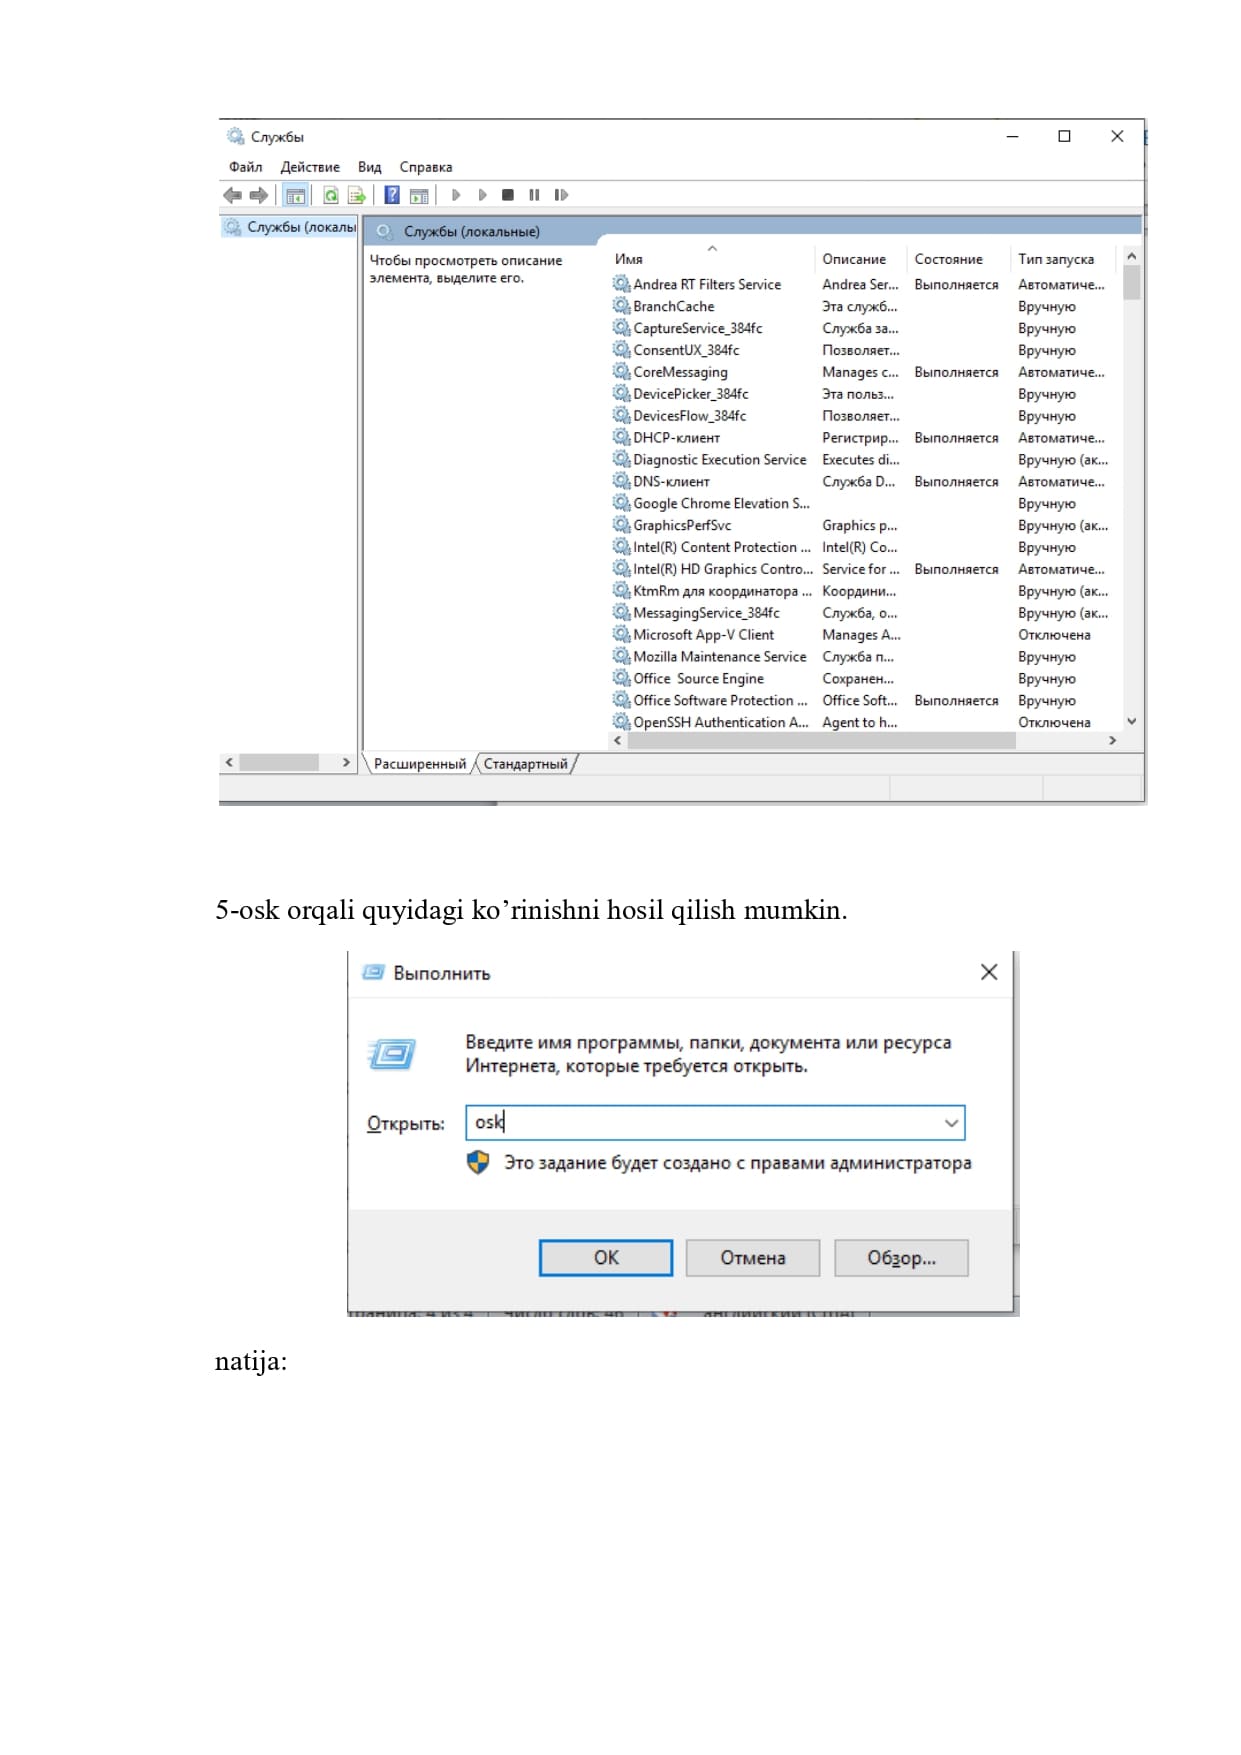 Службы
Файл Действие Вид Справка
Службы (локалы
Службы (локальные)
Чтобы просмотреть описание
элемента, выделите его.
Имя Описание Состояние Тип запуска
Andrea RT Filters Service Andrea Ser... Выполняется Автоматиче...
BranchCache Эта служб... Вручную
CaptureService_384fc Служба за... Вручную
ConsentUX_384fc Позволяет... Вручную
CoreMessaging Manages c... Выполняется Автоматиче...
DevicePicker_384fc Эта польз... Вручную
DevicesFlow_384fc Позволяет... Вручную
DHCP-клиент Регистрир... Выполняется Автоматиче...
Diagnostic Execution Service Executes di... Вручную (ак...
DNS-клиент Служба D... Выполняется Автоматиче...
Google Chrome Elevation S... Вручную
GraphicsPerfSvc Graphics p... Вручную (ак...
Intel(R) Content Protection ... Intel(R) Co... Вручную
Intel(R) HD Graphics Contro... Service for ... Выполняется Автоматиче...
KtmRm для координатора ... Координи... Вручную (ак...
MessagingService_384fc Служба, о... Вручную (ак...
Microsoft App-V Client Manages A... Отключена
Mozilla Maintenance Service Служба п... Вручную
Office  Source Engine Сохранен... Вручную
Office Software Protection ... Office Soft... Выполняется Вручную
OpenSSH Authentication A... Agent to h... Отключена
Расширенный Стандартный
5-osk orqali quyidagi ko’rinishni hosil qilish mumkin.
Выполнить
Введите имя программы, папки, документа или ресурса
Интернета, которые требуется открыть.
Открыть: osk
Это задание будет создано с правами администратора
ОК Отмена Обзор...
natija: